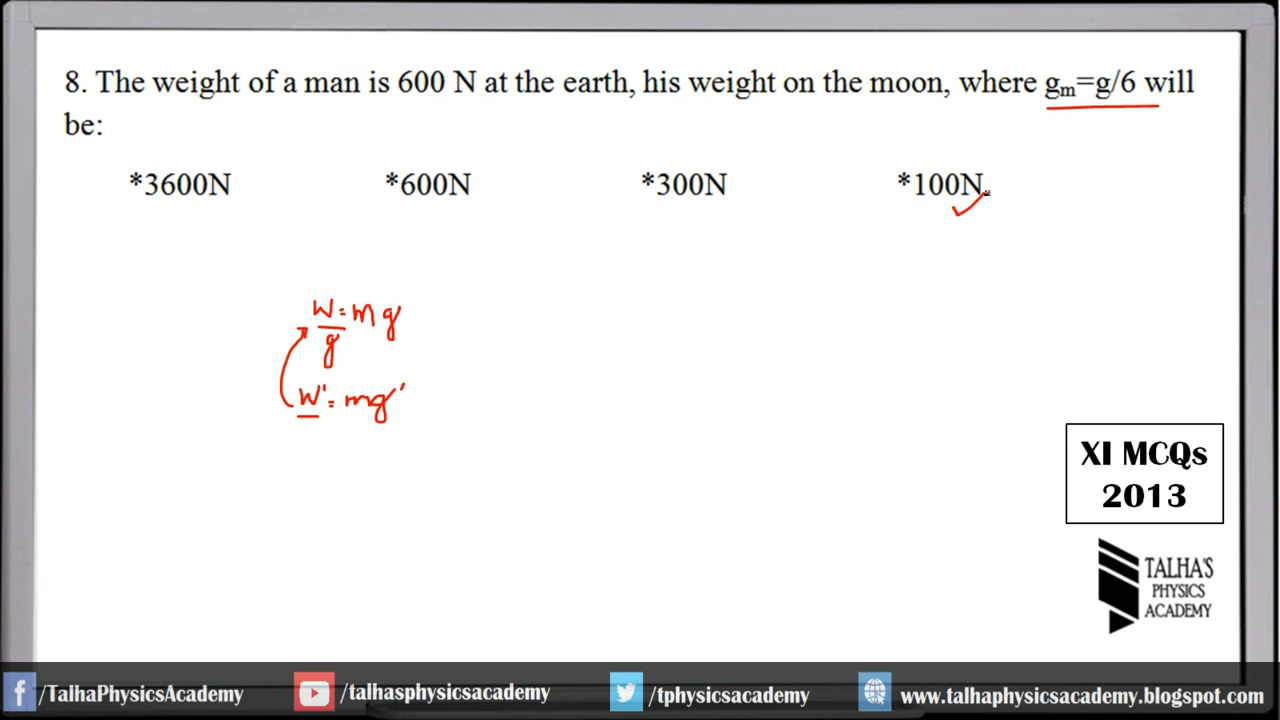 8. The weight of a man is 600 N at the earth, his weight on the moon, where gₘ=g/6 will
be:
*3600N *600N *300N *100N
W = mg
g
W' = mg'
XI MCQs
2013
TALHA'S
PHYSICS
ACADEMY
/TalhaPhysicsAcademy /talhasphysicsacademy /tphysicsacademy www.talhaphysicsacademy.blogspot.com